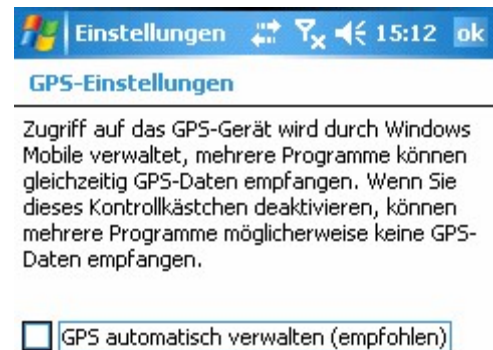 Einstellungen 15:12 ok
GPS-Einstellungen
Zugriff auf das GPS-Gerät wird durch Windows
Mobile verwaltet, mehrere Programme können
gleichzeitig GPS-Daten empfangen. Wenn Sie
dieses Kontrollkästchen deaktivieren, können
mehrere Programme möglicherweise keine GPS-
Daten empfangen.
GPS automatisch verwalten (empfohlen)